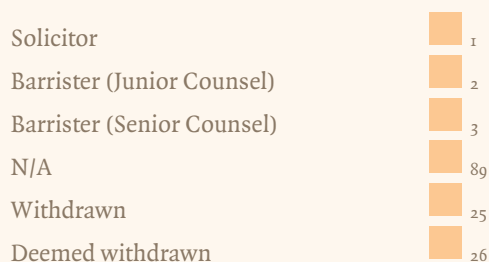 Solicitor 1
Barrister (Junior Counsel) 2
Barrister (Senior Counsel) 3
N/A 89
Withdrawn 25
Deemed withdrawn 26